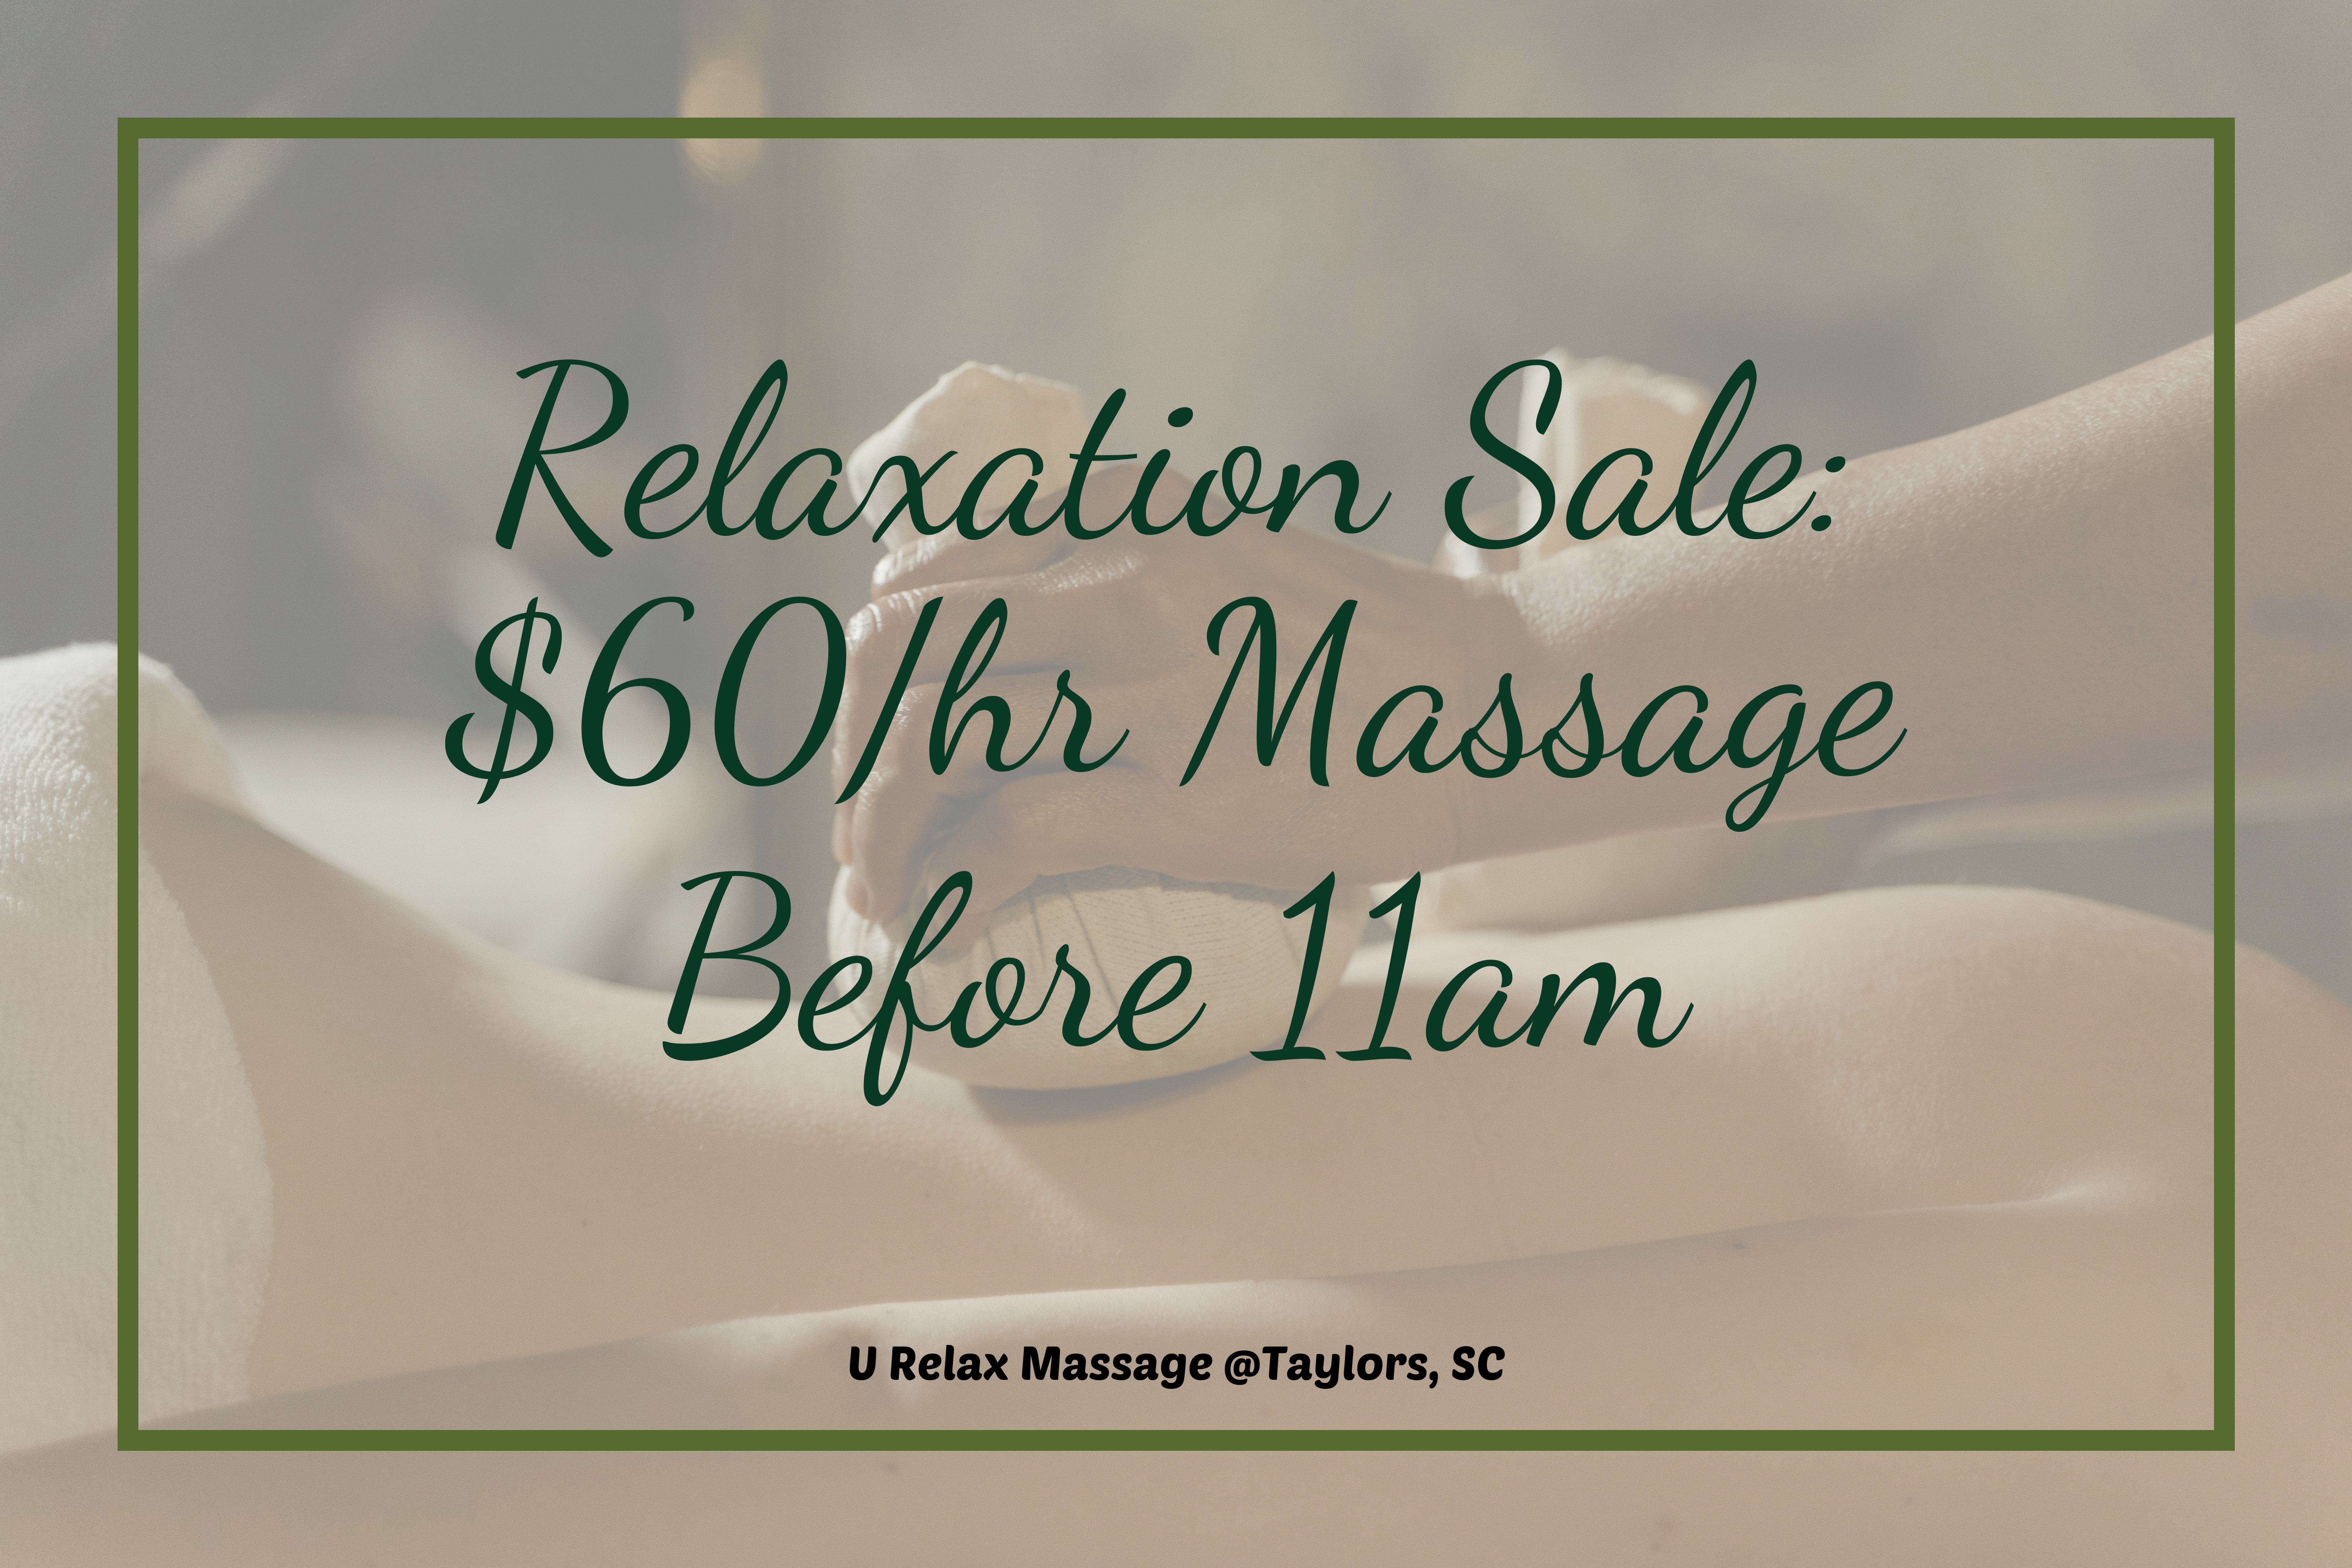 Relaxation Sale:
$60/hr Massage
Before 11am
U Relax Massage @Taylors, SC